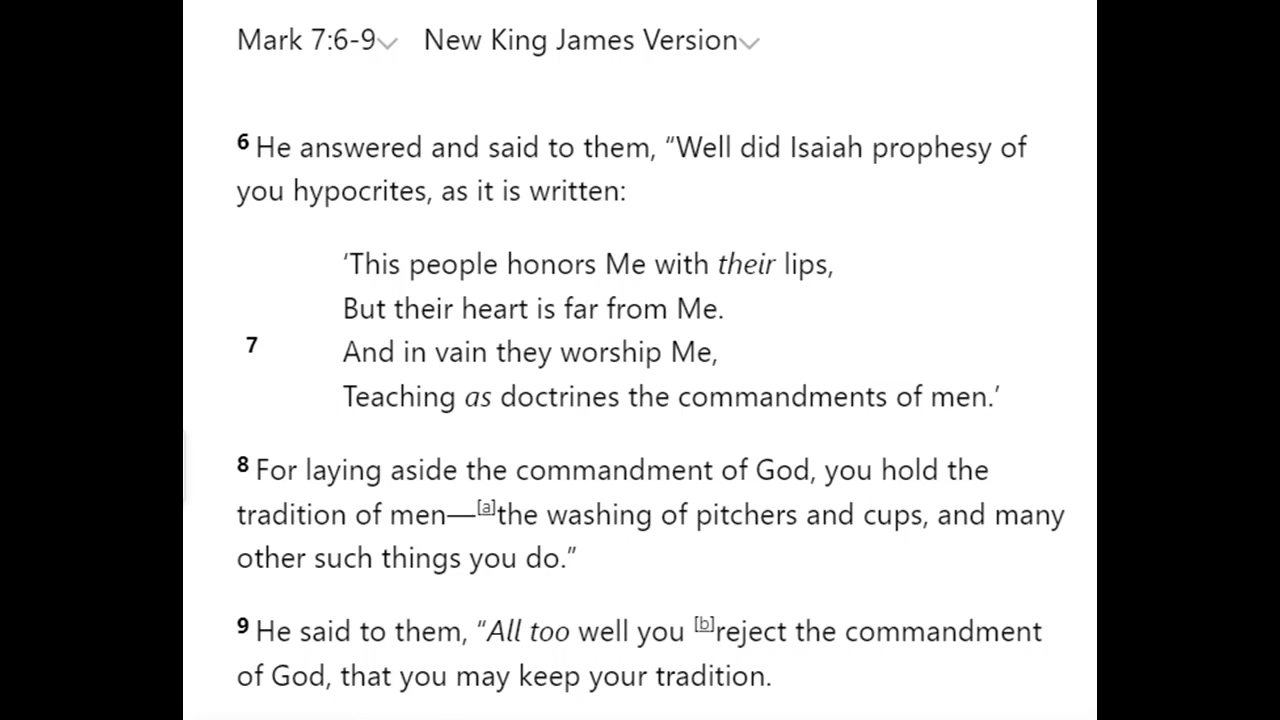 Mark 7:6-9 New King James Version
6 He answered and said to them, “Well did Isaiah prophesy of
you hypocrites, as it is written:
‘This people honors Me with their lips,
But their heart is far from Me.
7 And in vain they worship Me,
Teaching as doctrines the commandments of men.’
8 For laying aside the commandment of God, you hold the
tradition of men—[a]the washing of pitchers and cups, and many
other such things you do.”
9 He said to them, “All too well you [b]reject the commandment
of God, that you may keep your tradition.